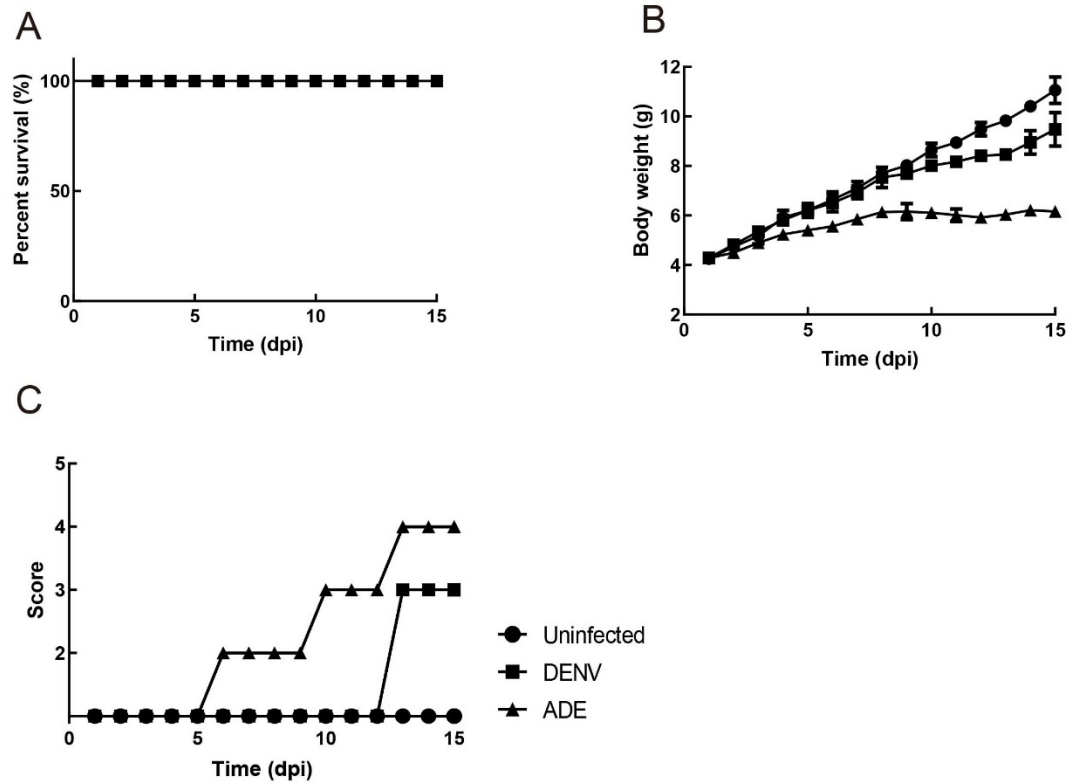 A
Percent survival (%)
100
50
0
0 5 10 15
Time (dpi)
B
Body weight (g)
12
10
8
6
4
2
0 5 10 15
Time (dpi)
C
Score
5
4
3
2
0 5 10 15
Time (dpi)
Uninfected
DENV
ADE